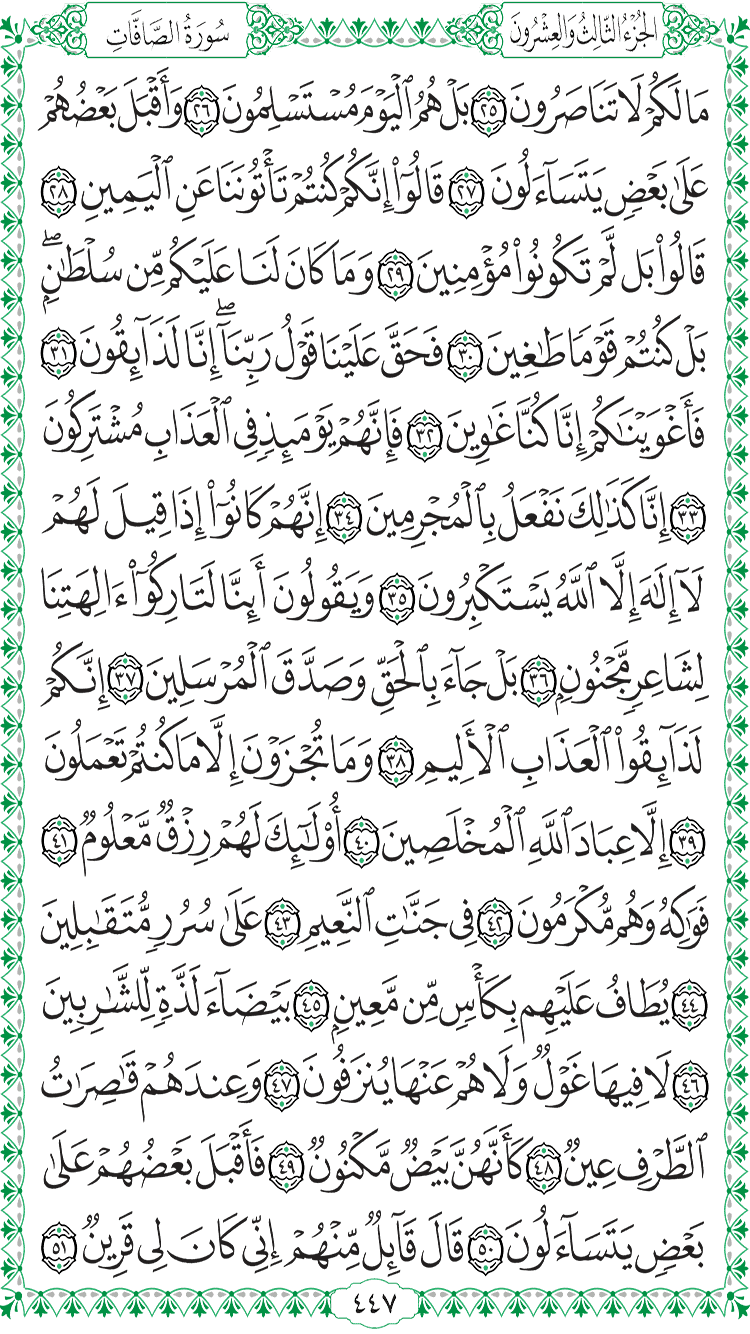 الجُزْءُ الثَّالِثُ وَالعِشْرُونَ
سُورَةُ الصَّافَّاتِ
مَا لَكُمْ لَا تَنَاصَرُونَ ٢٥ بَلْ هُمُ ٱلْيَوْمَ مُسْتَسْلِمُونَ ٢٦ وَأَقْبَلَ بَعْضُهُمْ
عَلَىٰ بَعْضٍ يَتَسَآءَلُونَ ٢٧ قَالُوٓا۟ إِنَّكُمْ كُنتُمْ تَأْتُونَنَا عَنِ ٱلْيَمِينِ ٢٨
قَالُوا۟ بَل لَّمْ تَكُونُوا۟ مُؤْمِنِينَ ٢٩ وَمَا كَانَ لَنَا عَلَيْكُم مِّن سُلْطَـٰنٍۭ ۖ
بَلْ كُنتُمْ قَوْمًا طَـٰغِينَ ٣٠ فَحَقَّ عَلَيْنَا قَوْلُ رَبِّنَآ ۖ إِنَّا لَذَآئِقُونَ ٣١
فَأَغْوَيْنَـٰكُمْ إِنَّا كُنَّا غَـٰوِينَ ٣٢ فَإِنَّهُمْ يَوْمَئِذٍ فِى ٱلْعَذَابِ مُشْتَرِكُونَ
٣٣ إِنَّا كَذَٰلِكَ نَفْعَلُ بِٱلْمُجْرِمِينَ ٣٤ إِنَّهُمْ كَانُوٓا۟ إِذَا قِيلَ لَهُمْ
لَآ إِلَـٰهَ إِلَّا ٱللَّهُ يَسْتَكْبِرُونَ ٣٥ وَيَقُولُونَ أَئِنَّا لَتَارِكُوٓا۟ ءَالِهَتِنَا
لِشَاعِرٍ مَّجْنُونٍۭ ٣٦ بَلْ جَآءَ بِٱلْحَقِّ وَصَدَّقَ ٱلْمُرْسَلِينَ ٣٧ إِنَّكُمْ
لَذَآئِقُوا۟ ٱلْعَذَابِ ٱلْأَلِيمِ ٣٨ وَمَا تُجْزَوْنَ إِلَّا مَا كُنتُمْ تَعْمَلُونَ
٣٩ إِلَّا عِبَادَ ٱللَّهِ ٱلْمُخْلَصِينَ ٤٠ أُو۟لَـٰٓئِكَ لَهُمْ رِزْقٌ مَّعْلُومٌ ٤١
فَوَٰكِهُ وَهُم مُّكْرَمُونَ ٤٢ فِى جَنَّـٰتِ ٱلنَّعِيمِ ٤٣ عَلَىٰ سُرُرٍ مُّتَقَـٰبِلِينَ
٤٤ يُطَافُ عَلَيْهِم بِكَأْسٍ مِّن مَّعِينٍۭ ٤٥ بَيْضَآءَ لَذَّةٍ لِّلشَّـٰرِبِينَ
٤٦ لَا فِيهَا غَوْلٌ وَلَا هُمْ عَنْهَا يُنزَفُونَ ٤٧ وَعِندَهُمْ قَـٰصِرَٰتُ
ٱلطَّرْفِ عِينٌ ٤٨ كَأَنَّهُنَّ بَيْضٌ مَّكْنُونٌ ٤٩ فَأَقْبَلَ بَعْضُهُمْ عَلَىٰ
بَعْضٍ يَتَسَآءَلُونَ ٥٠ قَالَ قَآئِلٌ مِّنْهُمْ إِنِّى كَانَ لِى قَرِينٌ ٥١
٤٤٧